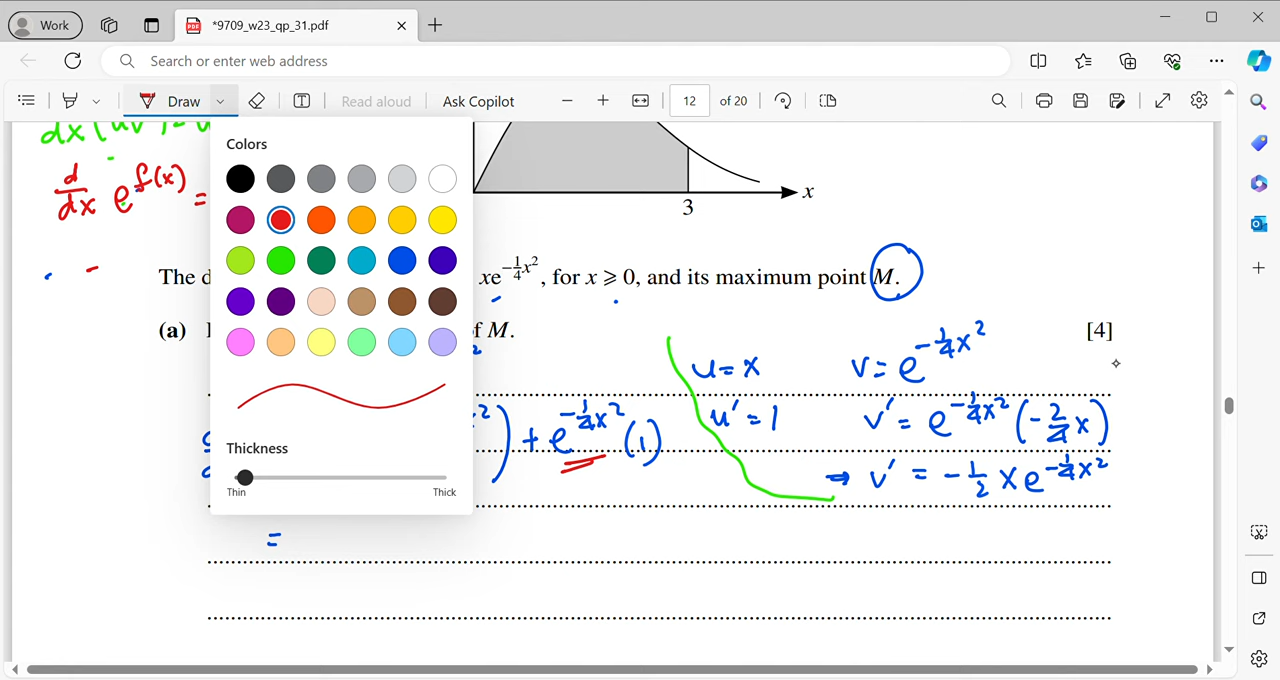 Work
*9709_w23_qp_31.pdf
Search or enter web address
Draw
Read aloud
Ask Copilot
12 of 20
d/dx e^f(x) =
Colors
Thickness
Thin
Thick
x
3
The d
xe^{-1/4 x^2}, for x ⩾ 0, and its maximum point M.
(a)
f M.
[4]
u = x
v = e^{-1/4 x^2}
+ e^{-1/4 x^2} (1)
u' = 1
v' = e^{-1/4 x^2} (-2/4 x)
⇒ v' = -1/2 x e^{-1/4 x^2}
=